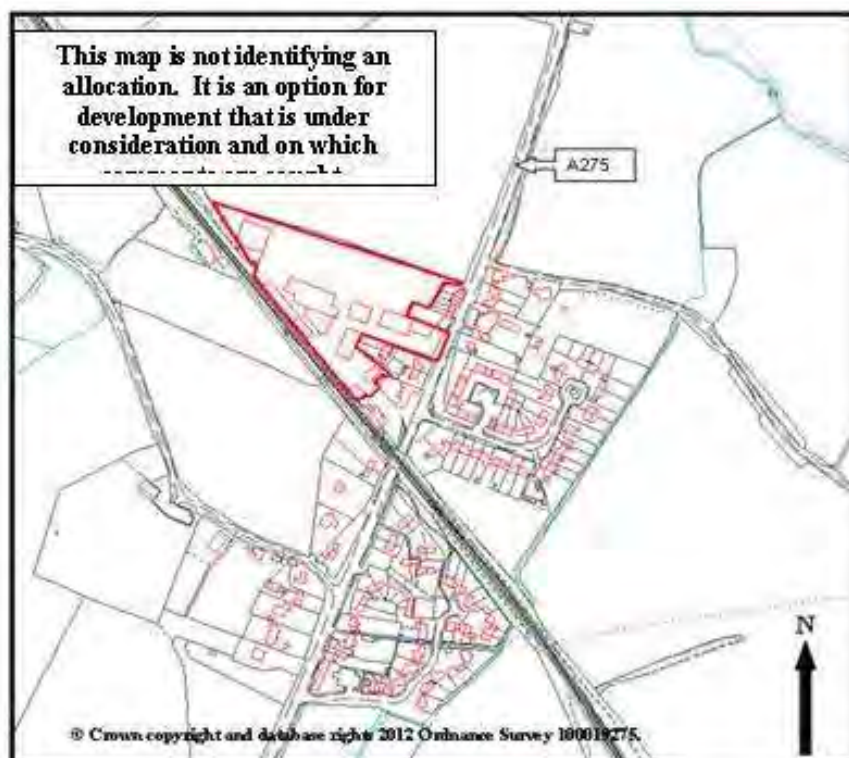 This map is not identifying an
allocation. It is an option for
development that is under
consideration and on which
A275
N
© Crown copyright and database rights 2012 Ordnance Survey 100019275.